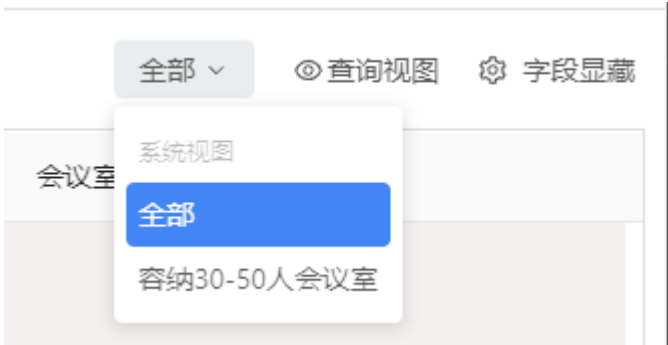 全部 查询视图 字段显藏
系统视图
会议室
全部
容纳30-50人会议室